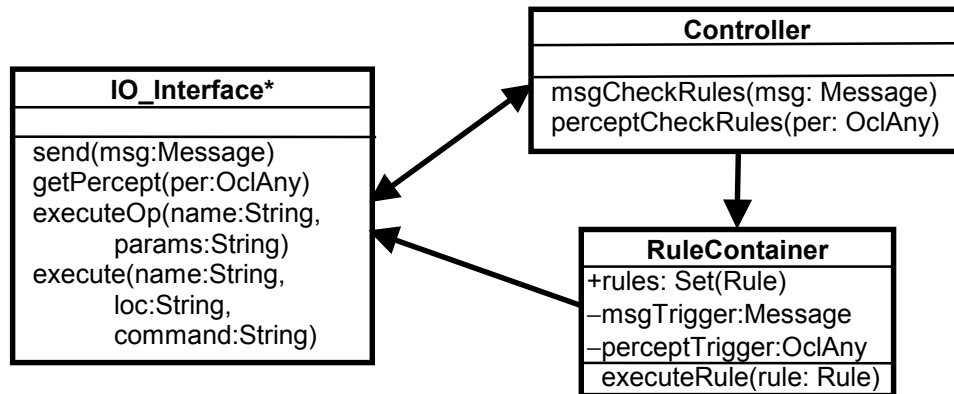 IO_Interface*
send(msg:Message)
getPercept(per:OclAny)
executeOp(name:String,
params:String)
execute(name:String,
loc:String,
command:String)
Controller
msgCheckRules(msg: Message)
perceptCheckRules(per: OclAny)
RuleContainer
+rules: Set(Rule)
–msgTrigger:Message
–perceptTrigger:OclAny
executeRule(rule: Rule)